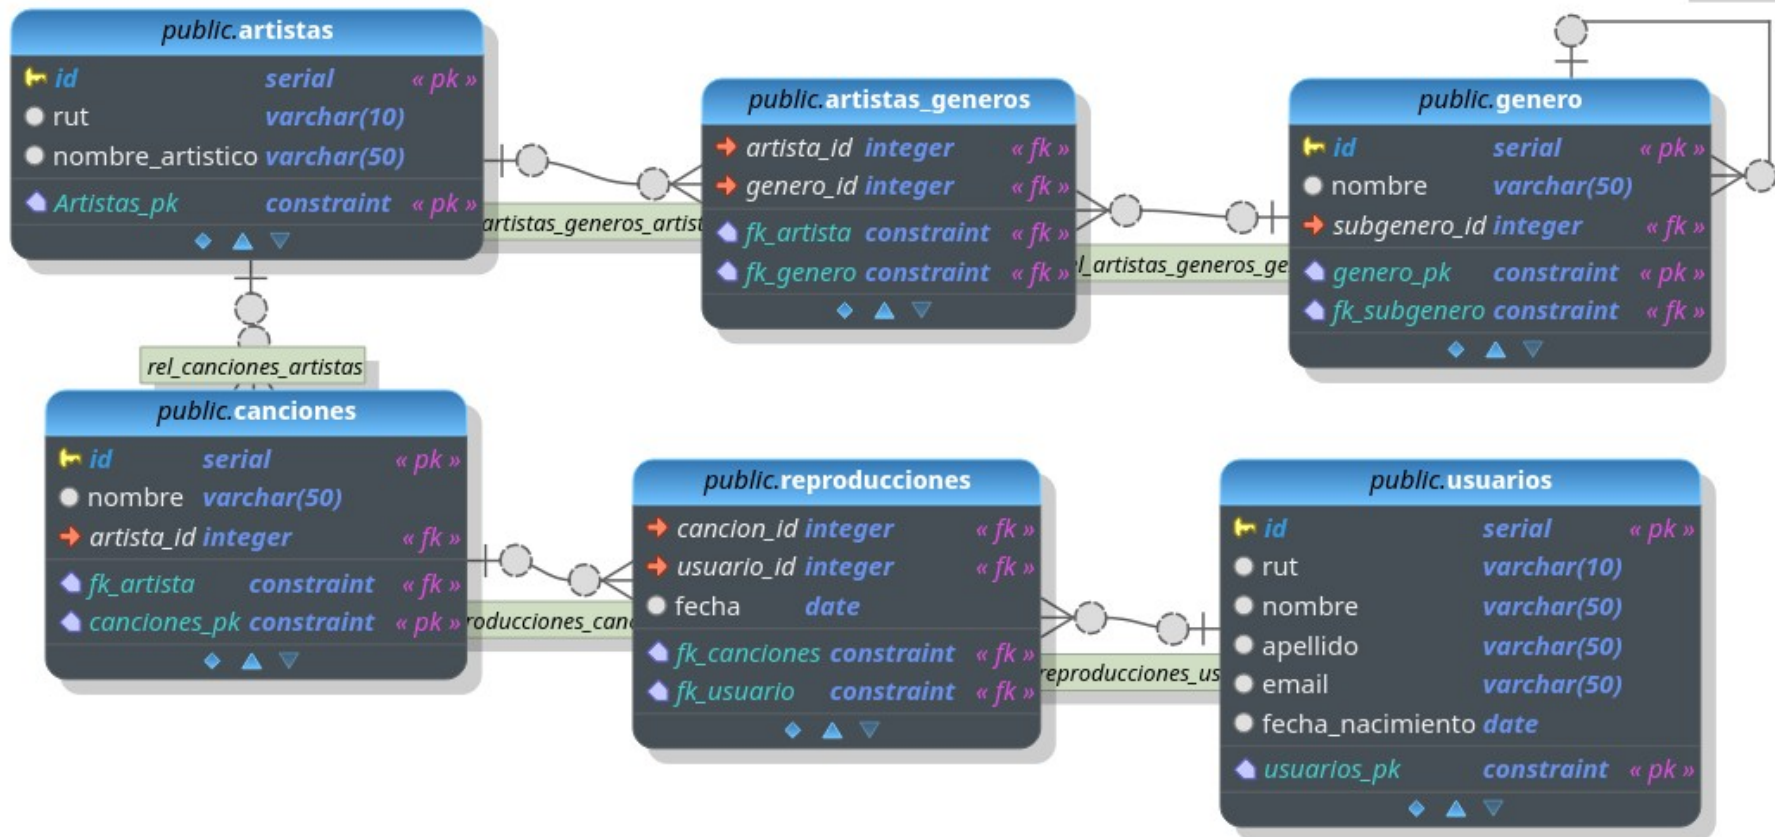 public.artistas
id serial « pk »
rut varchar(10)
nombre_artistico varchar(50)
Artistas_pk constraint « pk »
public.artistas_generos
artista_id integer « fk »
genero_id integer « fk »
fk_artista constraint « fk »
fk_genero constraint « fk »
public.genero
id serial « pk »
nombre varchar(50)
subgenero_id integer « fk »
genero_pk constraint « pk »
fk_subgenero constraint « fk »
artistas_generos_artist
l_artistas_generos_ge
rel_canciones_artistas
public.canciones
id serial « pk »
nombre varchar(50)
artista_id integer « fk »
fk_artista constraint « fk »
canciones_pk constraint « pk »
roducciones_canc
public.reproducciones
cancion_id integer « fk »
usuario_id integer « fk »
fecha date
fk_canciones constraint « fk »
fk_usuario constraint « fk »
reproducciones_us
public.usuarios
id serial « pk »
rut varchar(10)
nombre varchar(50)
apellido varchar(50)
email varchar(50)
fecha_nacimiento date
usuarios_pk constraint « pk »